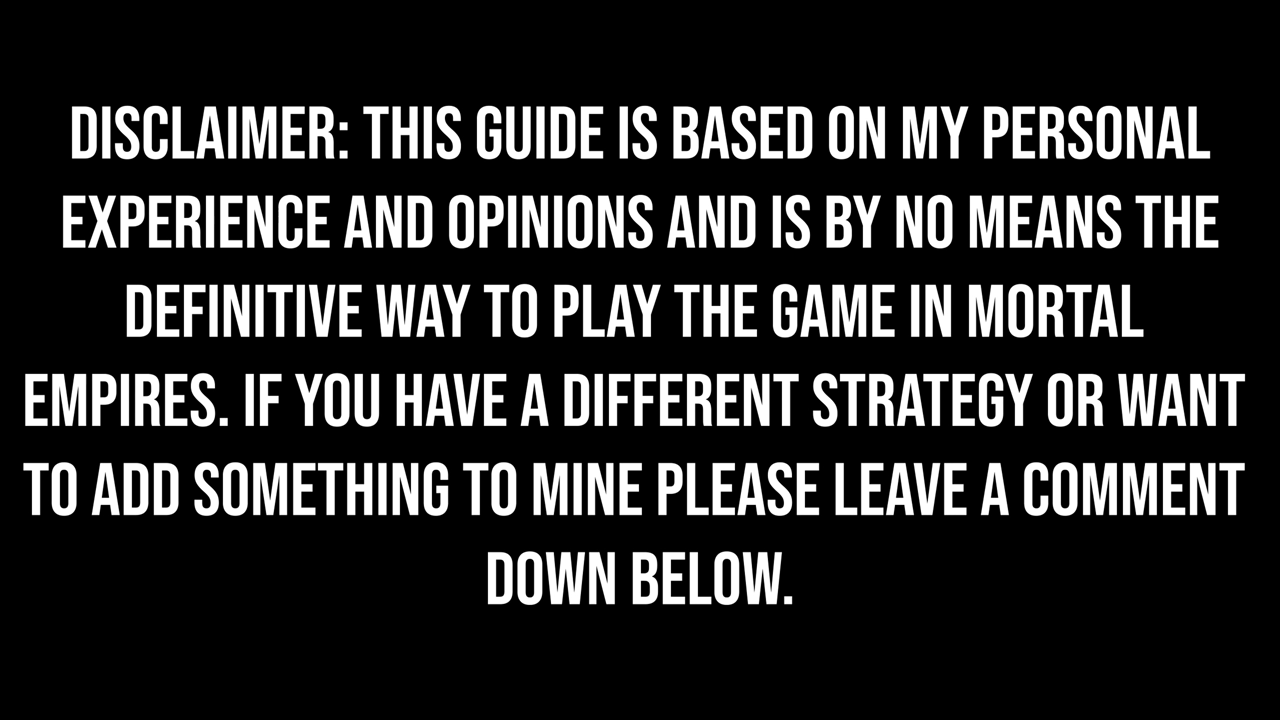 DISCLAIMER: THIS GUIDE IS BASED ON MY PERSONAL
EXPERIENCE AND OPINIONS AND IS BY NO MEANS THE
DEFINITIVE WAY TO PLAY THE GAME IN MORTAL
EMPIRES. IF YOU HAVE A DIFFERENT STRATEGY OR WANT
TO ADD SOMETHING TO MINE PLEASE LEAVE A COMMENT
DOWN BELOW.